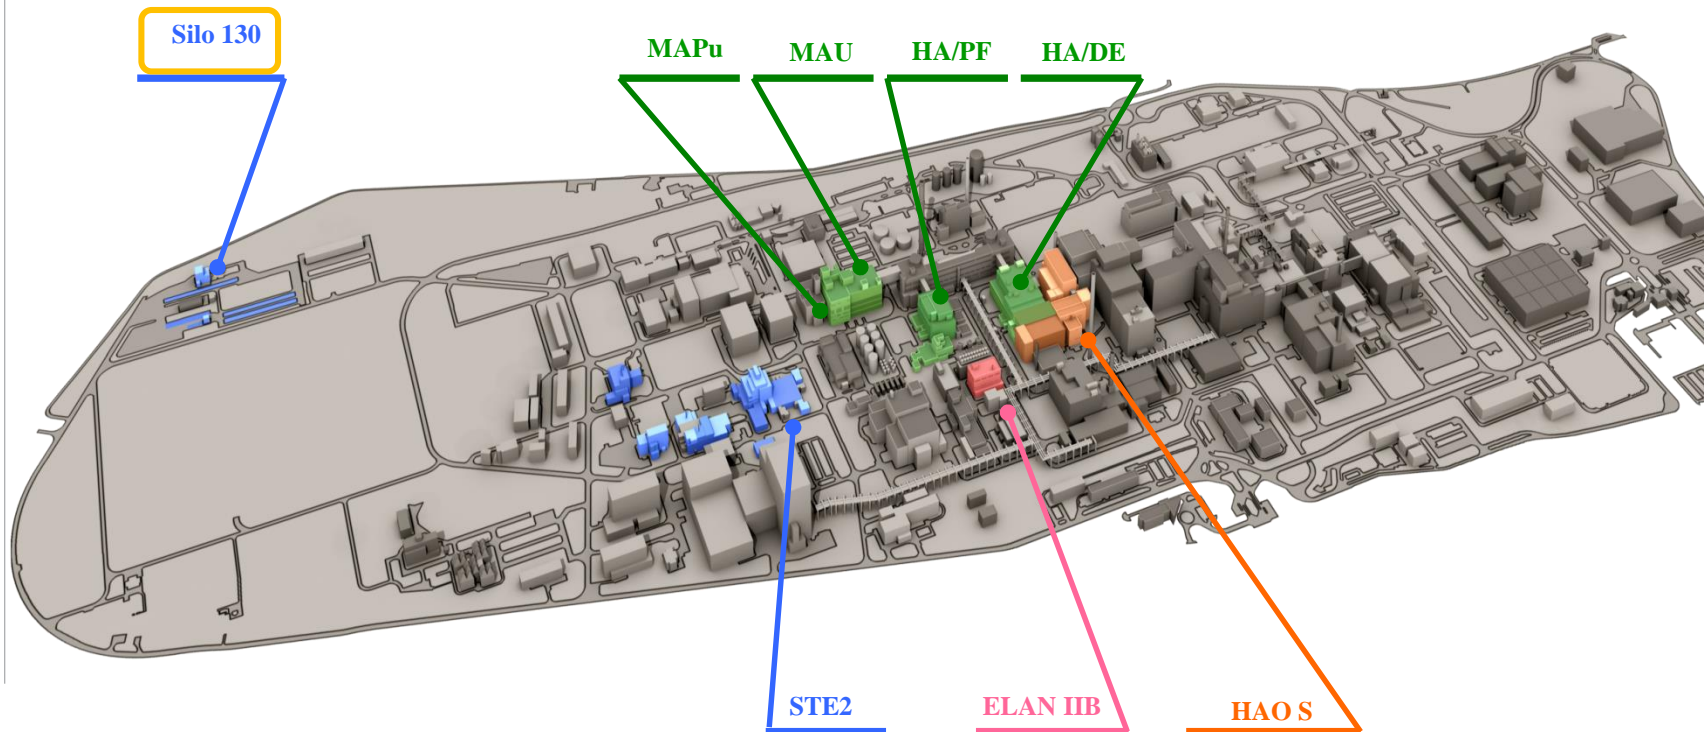 Silo 130
MAPu
MAU
HA/PF
HA/DE
STE2
ELAN IIB
HAO S